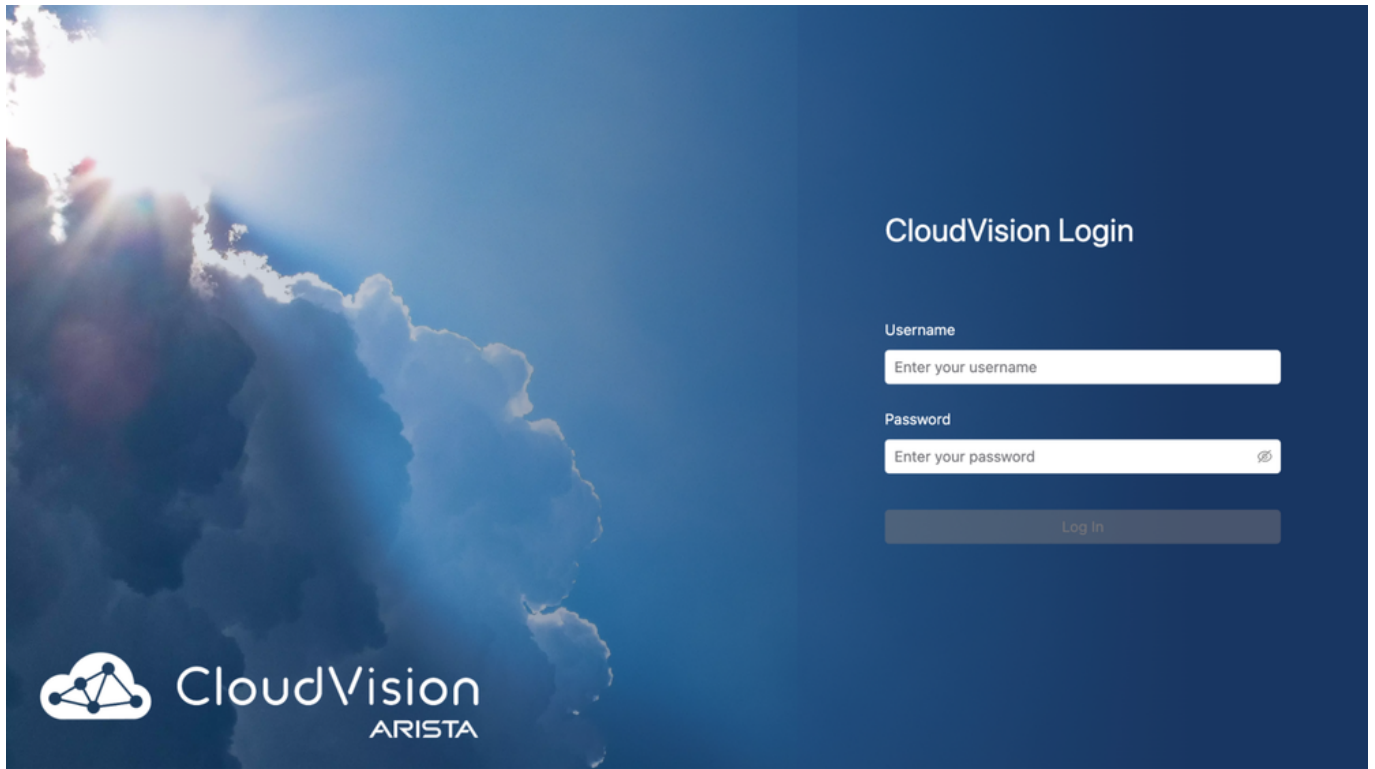 CloudVision Login
Username
Enter your username
Password
Enter your password
Log In
CloudVision
ARISTA